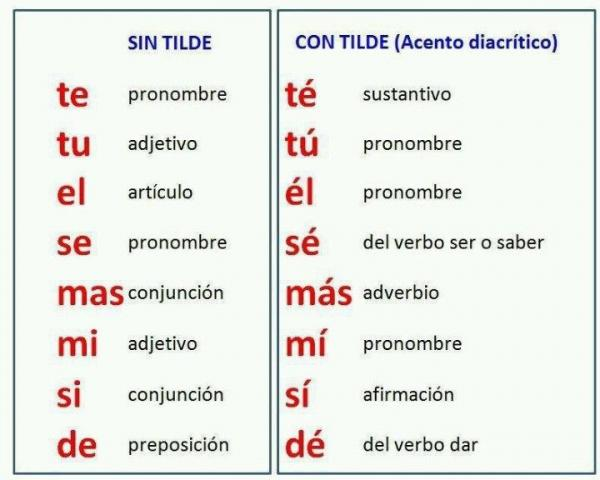 SIN TILDE CON TILDE (Acento diacrítico)
te pronombre té sustantivo
tu adjetivo tú pronombre
el artículo él pronombre
se pronombre sé del verbo ser o saber
mas conjunción más adverbio
mi adjetivo mí pronombre
si conjunción sí afirmación
de preposición dé del verbo dar